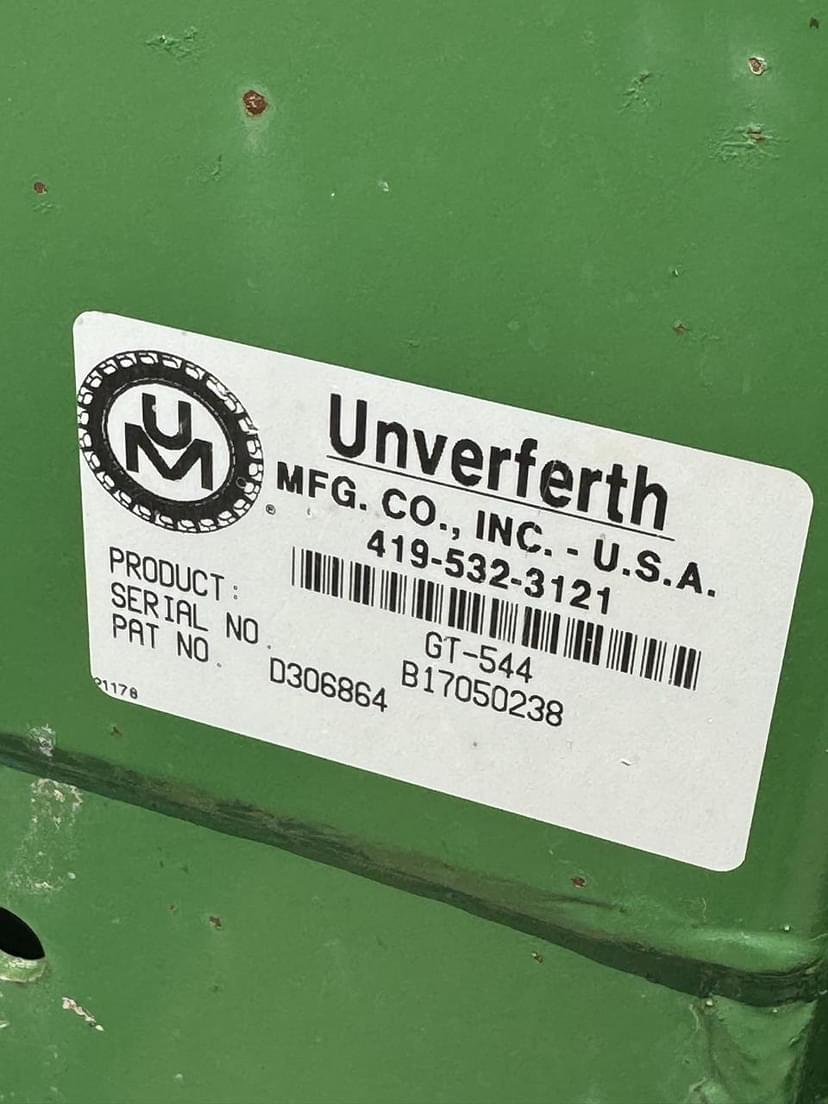 UM
Unverferth
MFG. CO., INC. - U.S.A.
®
419-532-3121
PRODUCT: GT-544
SERIAL NO. B17050238
PAT NO. D306864
21178